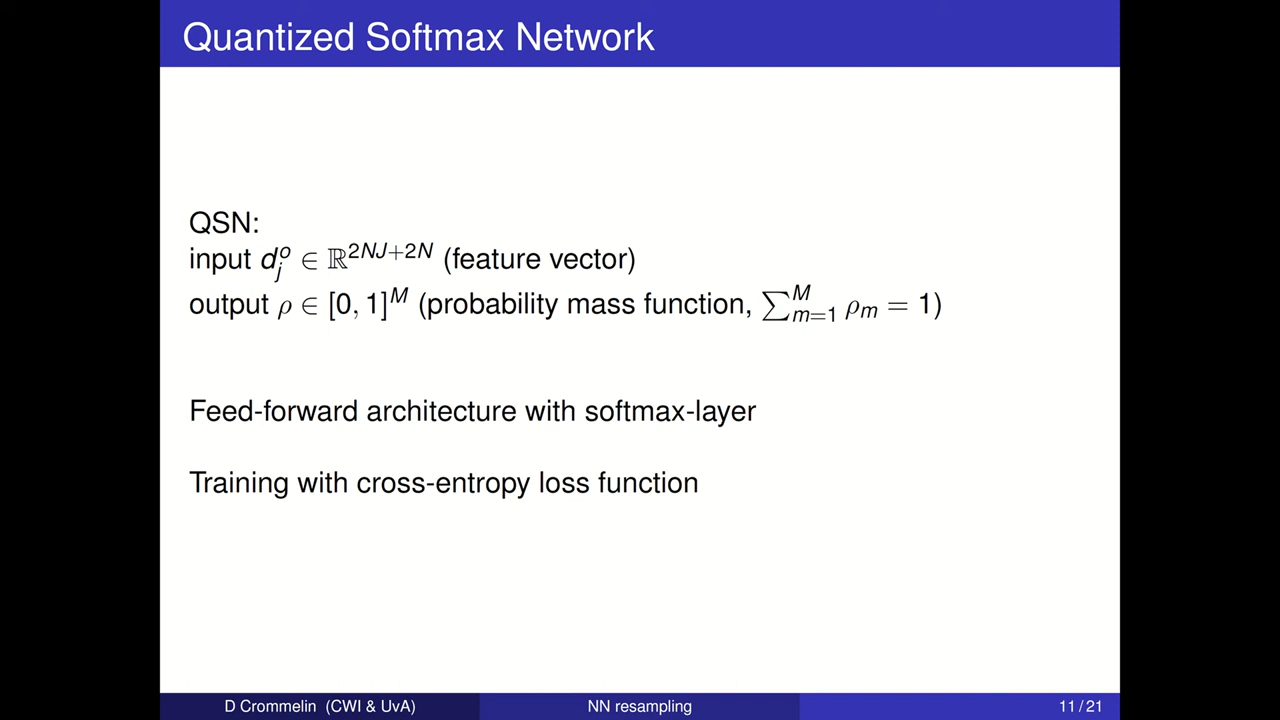 Quantized Softmax Network
QSN:
input $d_j^o \in \mathbb{R}^{2NJ+2N}$ (feature vector)
output $\rho \in [0, 1]^M$ (probability mass function, $\sum_{m=1}^{M} \rho_m = 1$)
Feed-forward architecture with softmax-layer
Training with cross-entropy loss function
D Crommelin (CWI & UvA) NN resampling 11 / 21